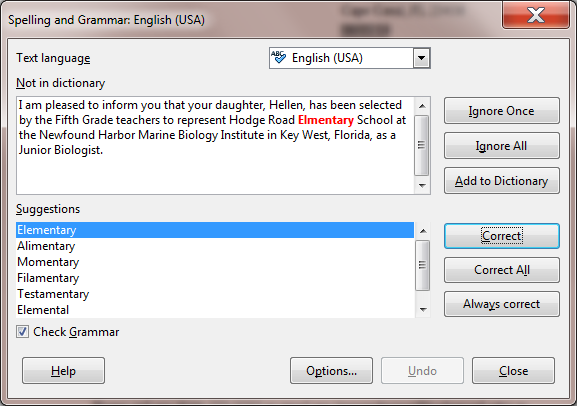 Spelling and Grammar: English (USA)
Text language
ABC English (USA)
Not in dictionary
I am pleased to inform you that your daughter, Hellen, has been selected
by the Fifth Grade teachers to represent Hodge Road Elmentary School at
the Newfound Harbor Marine Biology Institute in Key West, Florida, as a
Junior Biologist.
Ignore Once
Ignore All
Add to Dictionary
Suggestions
Elementary
Alimentary
Momentary
Filamentary
Testamentary
Elemental
Correct
Correct All
Always correct
Check Grammar
Help
Options...
Undo
Close